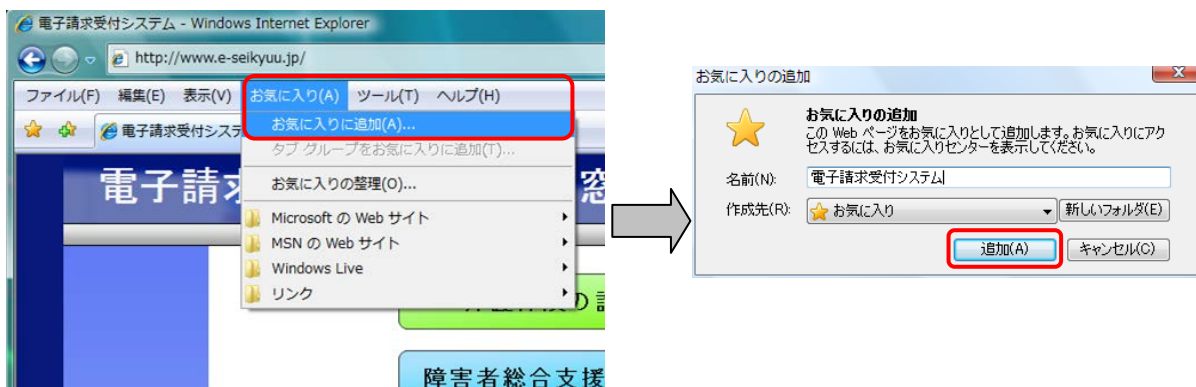 電子請求受付システム - Windows Internet Explorer
http://www.e-seikyuu.jp/
ファイル(F) 編集(E) 表示(V) お気に入り(A) ツール(T) ヘルプ(H)
電子請求受付システ
お気に入りに追加(A)...
タブ グループをお気に入りに追加(T)...
お気に入りの整理(O)...
Microsoft の Web サイト
MSN の Web サイト
Windows Live
リンク
電子請
窓
障害者総合支援
お気に入りの追加
お気に入りの追加
この Web ページをお気に入りとして追加します。お気に入りにアク
セスするには、お気に入りセンターを表示してください。
名前(N): 電子請求受付システム
作成先(R): お気に入り 新しいフォルダ(E)
追加(A) キャンセル(C)